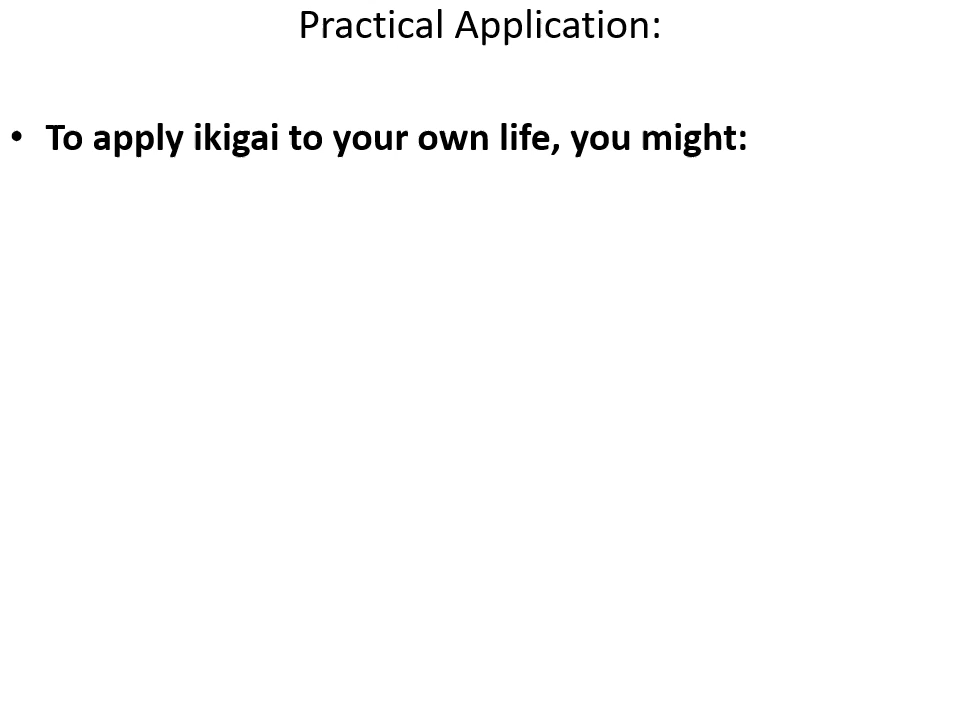 Practical Application:
• To apply ikigai to your own life, you might: